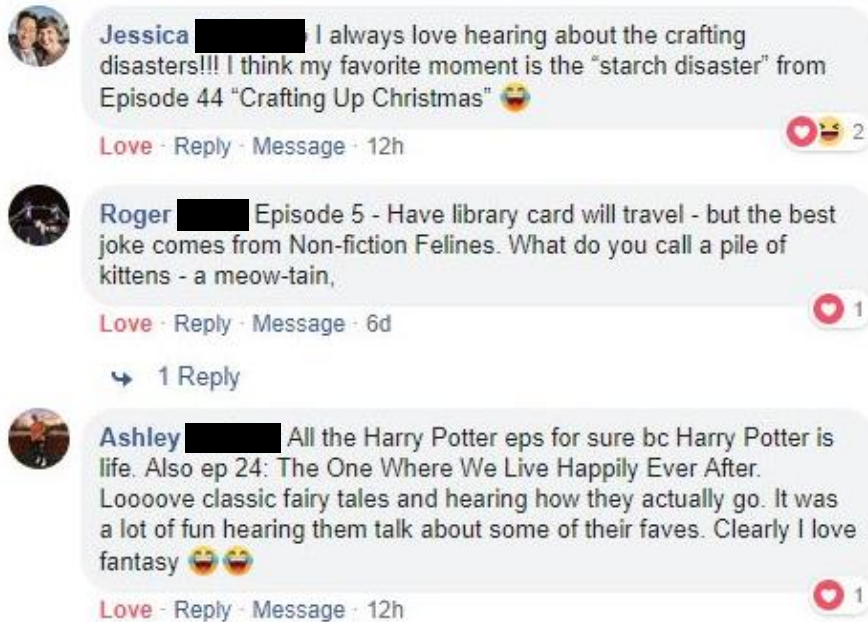 Jessica I always love hearing about the crafting
disasters!!! I think my favorite moment is the “starch disaster” from
Episode 44 “Crafting Up Christmas” 😂
Love · Reply · Message · 12h
2
Roger Episode 5 - Have library card will travel - but the best
joke comes from Non-fiction Felines. What do you call a pile of
kittens - a meow-tain,
1
Love · Reply · Message · 6d
1 Reply
Ashley All the Harry Potter eps for sure bc Harry Potter is
life. Also ep 24: The One Where We Live Happily Ever After.
Loooove classic fairy tales and hearing how they actually go. It was
a lot of fun hearing them talk about some of their faves. Clearly I love
fantasy 😂😂
1
Love · Reply · Message · 12h